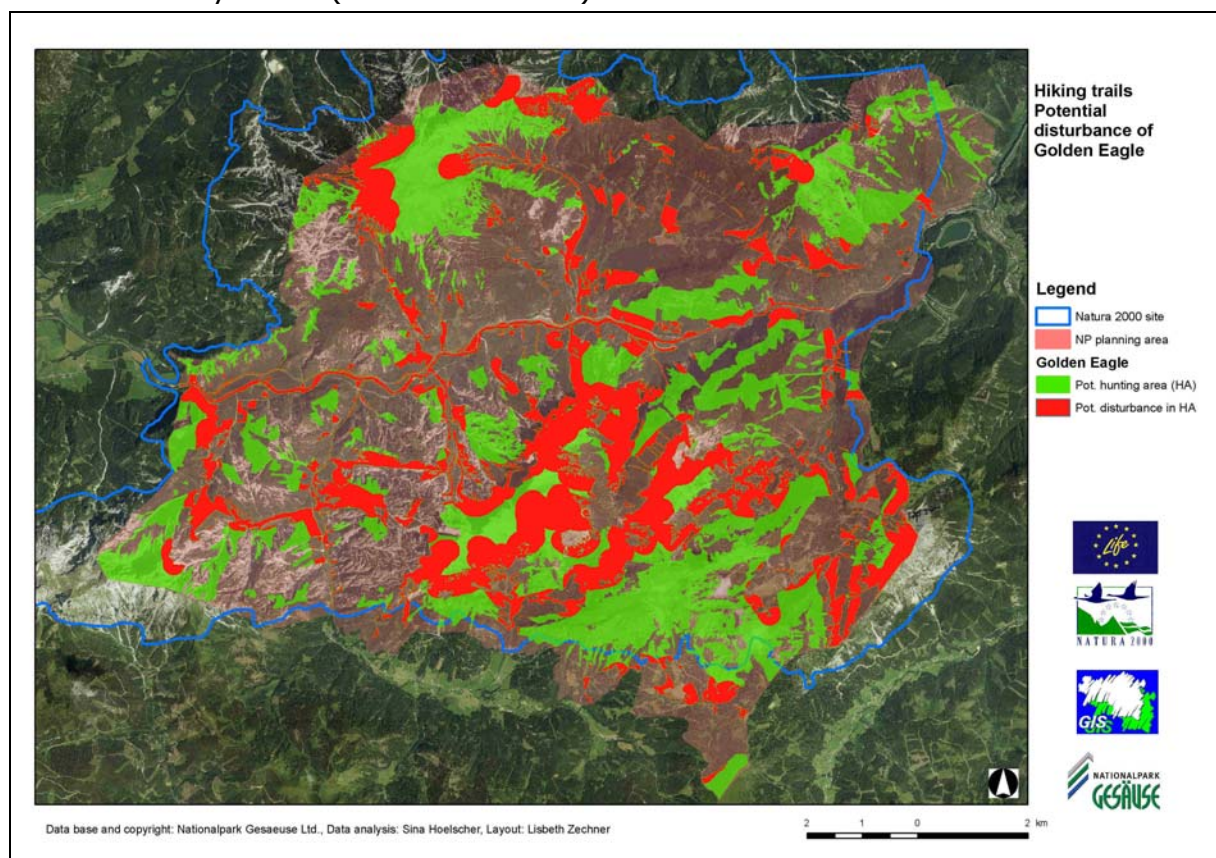 Hiking trails
Potential
disturbance of
Golden Eagle
Legend
Natura 2000 site
NP planning area
Golden Eagle
Pot. hunting area (HA)
Pot. disturbance in HA
Life
NATURA 2000
GIS
NATIONALPARK
GESÄUSE
Data base and copyright: Nationalpark Gesaeuse Ltd., Data analysis: Sina Hoelscher, Layout: Lisbeth Zechner
2 0 2 km